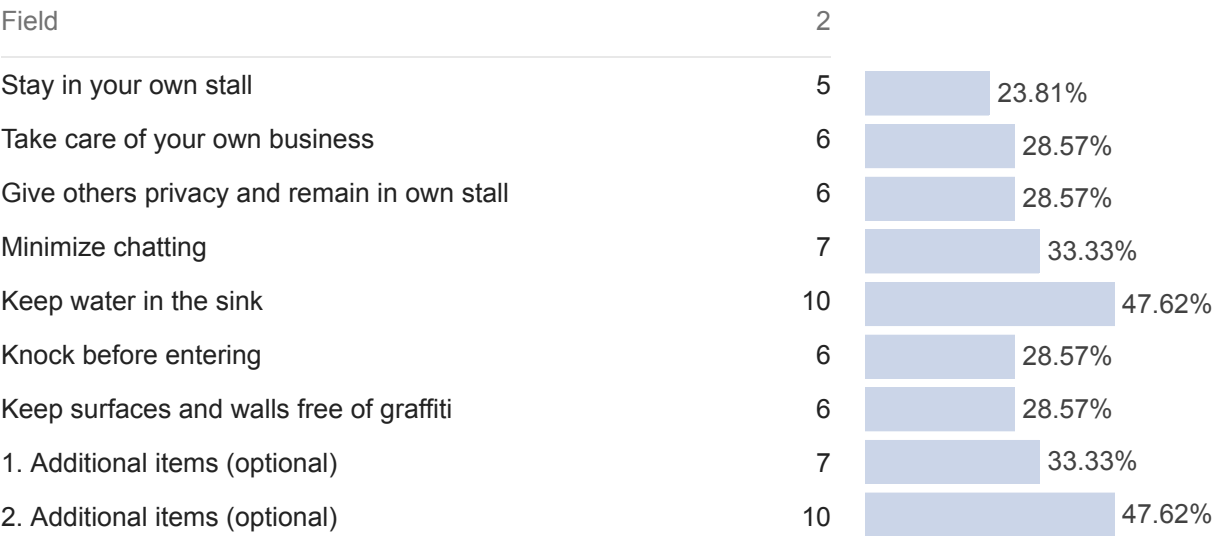 Field 2
Stay in your own stall 5 23.81%
Take care of your own business 6 28.57%
Give others privacy and remain in own stall 6 28.57%
Minimize chatting 7 33.33%
Keep water in the sink 10 47.62%
Knock before entering 6 28.57%
Keep surfaces and walls free of graffiti 6 28.57%
1. Additional items (optional) 7 33.33%
2. Additional items (optional) 10 47.62%